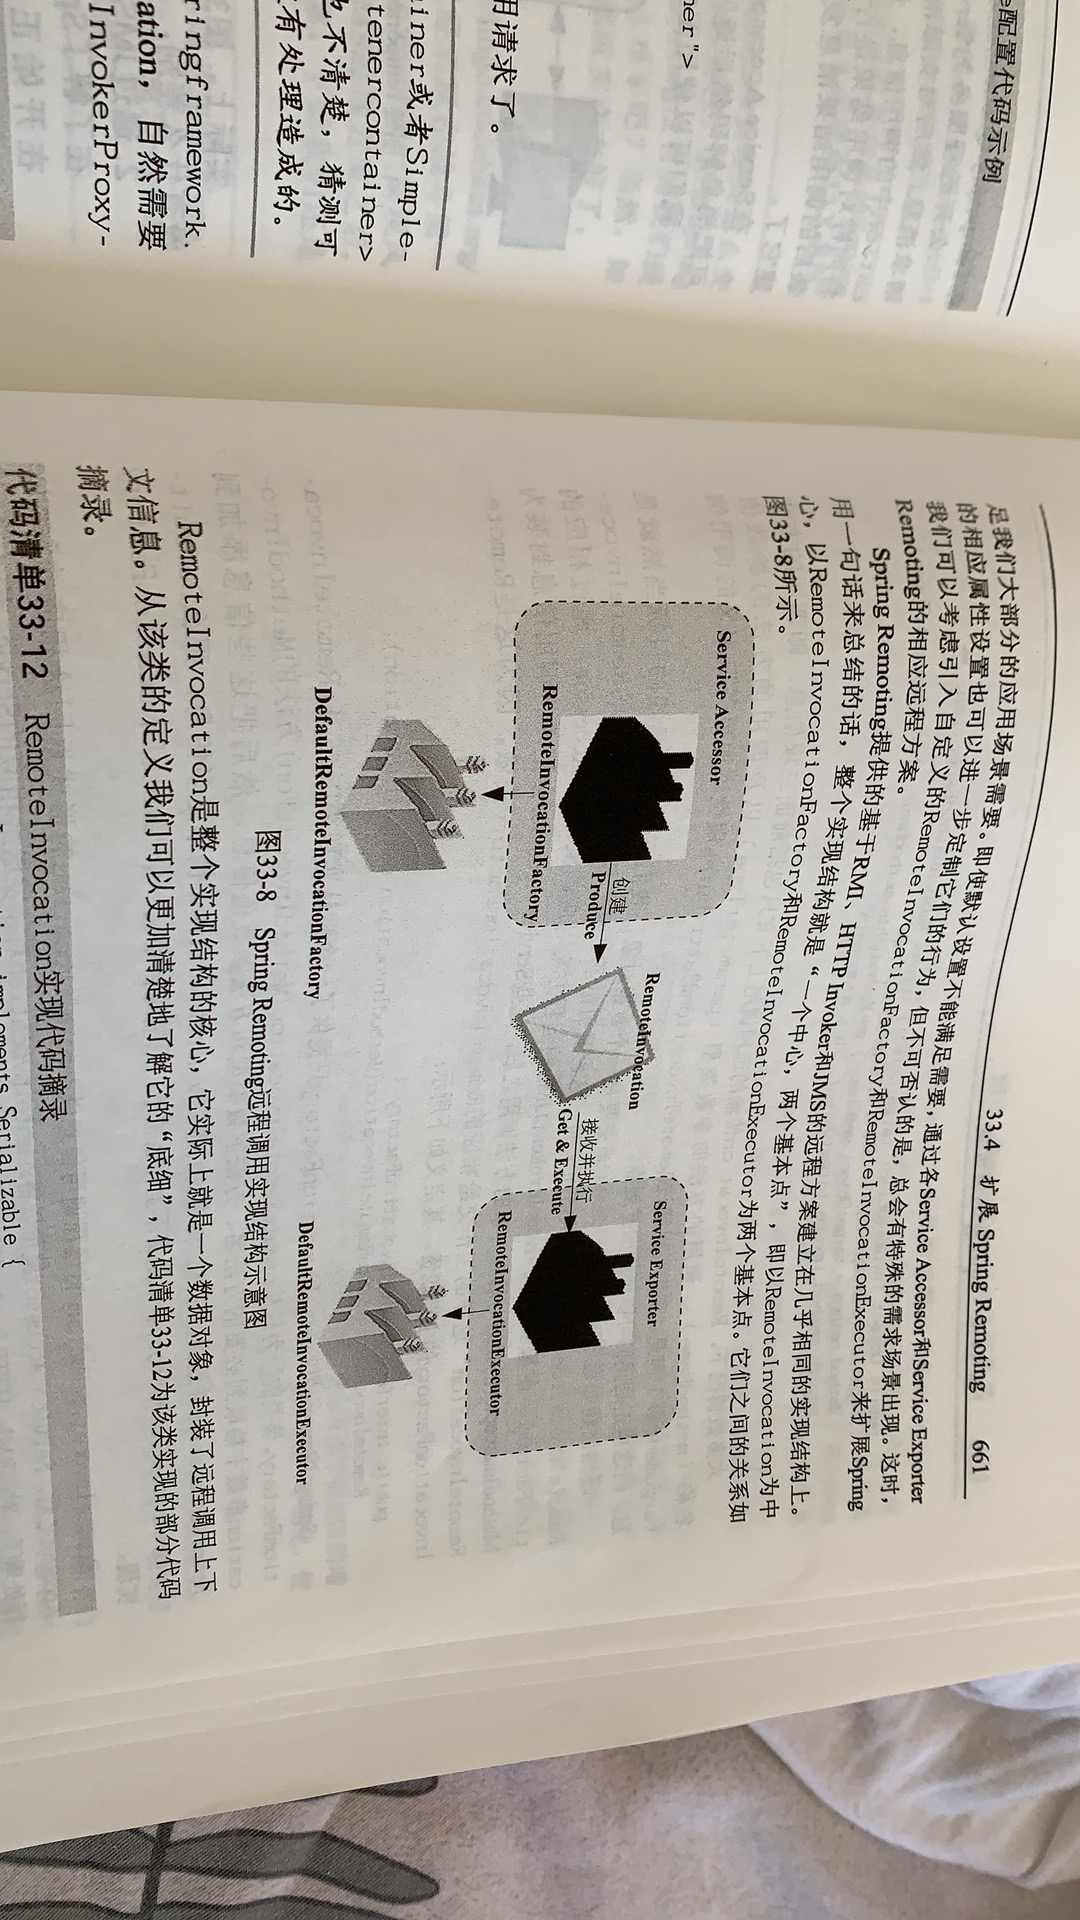 e配置代码示例
ner">
用请求了。
iner或者Simple-
tenercontainer>
也不清楚，猜测可
有处理造成的。
ringframework.
ation，自然需要
InvokerProxy-
33.4 扩展 Spring Remoting 661
足我们大部分的应用场景需要。即使默认设置不能满足需要，通过各Service Accessor和Service Exporter
的相应属性设置也可以进一步定制它们的行为，但不可否认的是，总会有特殊的需求场景出现。这时，
我们可以考虑引入自定义的RemoteInvocationFactory和RemoteInvocationExecutor来扩展Spring
Remoting的相应远程方案。
Spring Remoting提供的基于RMI、HTTP Invoker和JMS的远程方案建立在几乎相同的实现结构上。
用一句话来总结的话，整个实现结构就是“一个中心，两个基本点”，即以RemoteInvocation为中
心，以RemoteInvocationFactory和RemoteInvocationExecutor为两个基本点。它们之间的关系如
图33-8所示。
Service Accessor
RemoteInvocationFactory
DefaultRemoteInvocationFactory
创建
Produce
RemoteInvocation
接收并执行
Get & Execute
Service Exporter
RemoteInvocationExecutor
DefaultRemoteInvocationExecutor
图33-8 Spring Remoting远程调用实现结构示意图
RemoteInvocation是整个实现结构的核心，它实际上就是一个数据对象，封装了远程调用上下
文信息。从该类的定义我们可以更加清楚地了解它的“底细”，代码清单33-12为该类实现的部分代码
摘录。
代码清单33-12 RemoteInvocation实现代码摘录
implements Serializable {